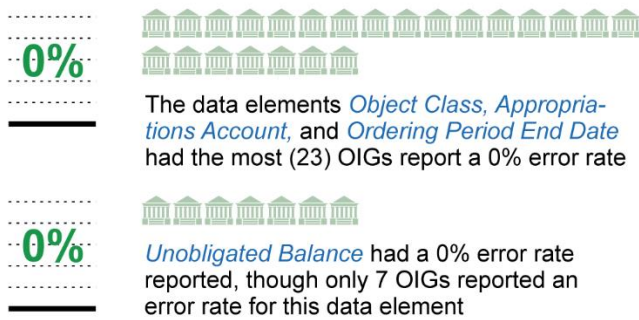 0%
The data elements Object Class, Appropria-
tions Account, and Ordering Period End Date
had the most (23) OIGs report a 0% error rate
0%
Unobligated Balance had a 0% error rate
reported, though only 7 OIGs reported an
error rate for this data element